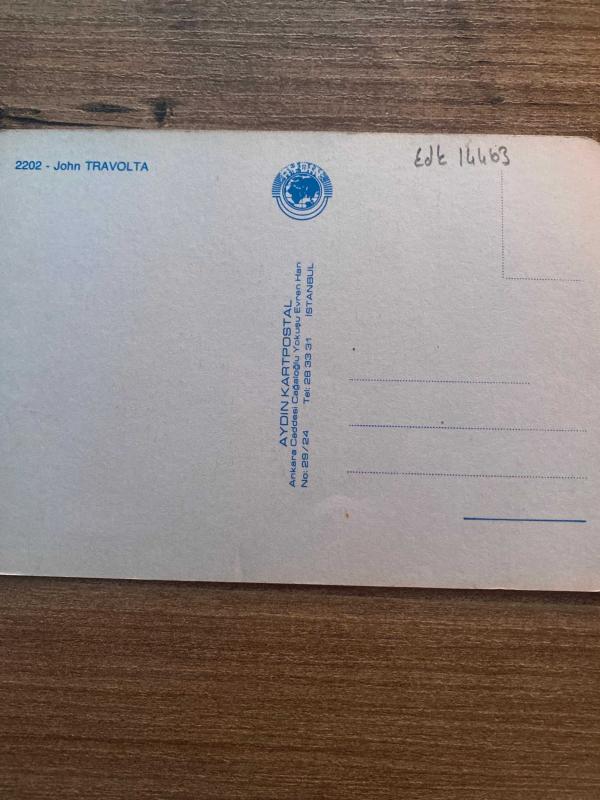 2202 - John TRAVOLTA
Edt 14463
AYDIN
AYDIN KARTPOSTAL
Ankara Caddesi Cağaloğlu Yokuşu Evren Han
No: 29/24 Tel: 28 33 31 İSTANBUL